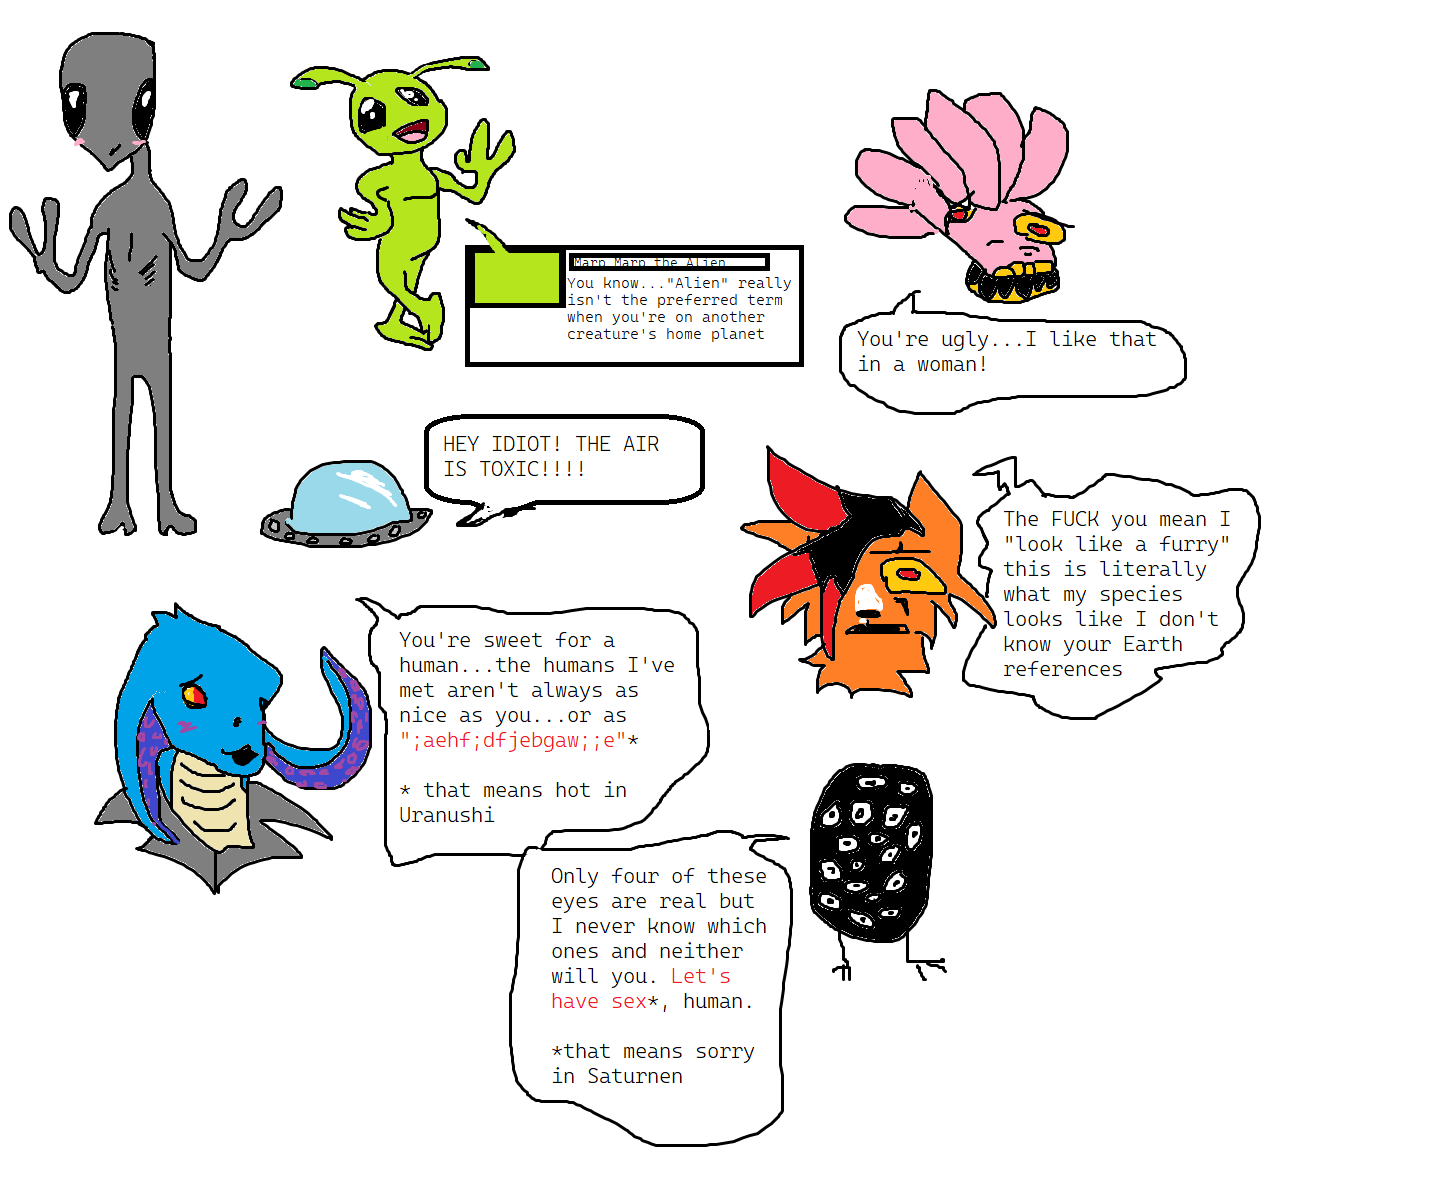 Marp Marp the Alien
You know..."Alien" really
isn't the preferred term
when you're on another
creature's home planet
You're ugly...I like that
in a woman!
HEY IDIOT! THE AIR
IS TOXIC!!!!
The FUCK you mean I
"look like a furry"
this is literally
what my species
looks like I don't
know your Earth
references
You're sweet for a
human...the humans I've
met aren't always as
nice as you...or as
";aehf;dfjebgaw;;e"*
* that means hot in
Uranushi
Only four of these
eyes are real but
I never know which
ones and neither
will you. Let's
have sex*, human.
*that means sorry
in Saturnen